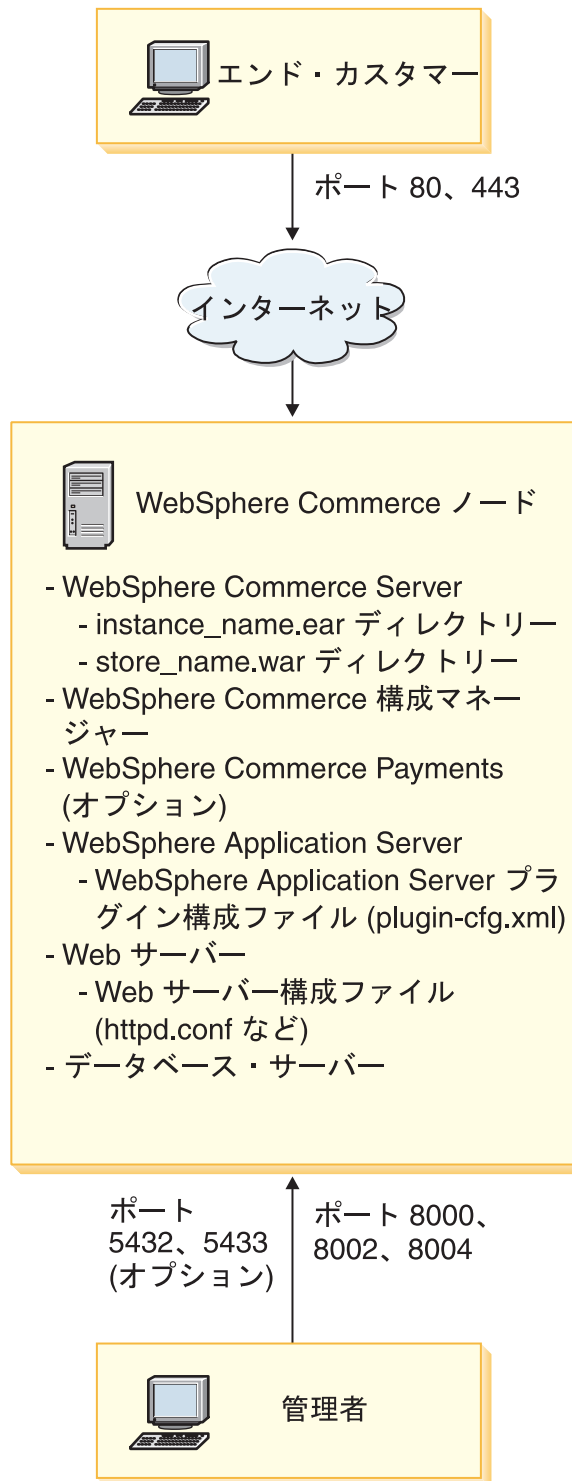 エンド・カスタマー
ポート 80、443
インターネット
WebSphere Commerce ノード
- WebSphere Commerce Server
- instance_name.ear ディレクトリー
- store_name.war ディレクトリー
- WebSphere Commerce 構成マネー
ジャー
- WebSphere Commerce Payments
(オプション)
- WebSphere Application Server
- WebSphere Application Server プラ
グイン構成ファイル (plugin-cfg.xml)
- Web サーバー
- Web サーバー構成ファイル
(httpd.conf など)
- データベース・サーバー
ポート
5432、5433
(オプション)
ポート 8000、
8002、8004
管理者